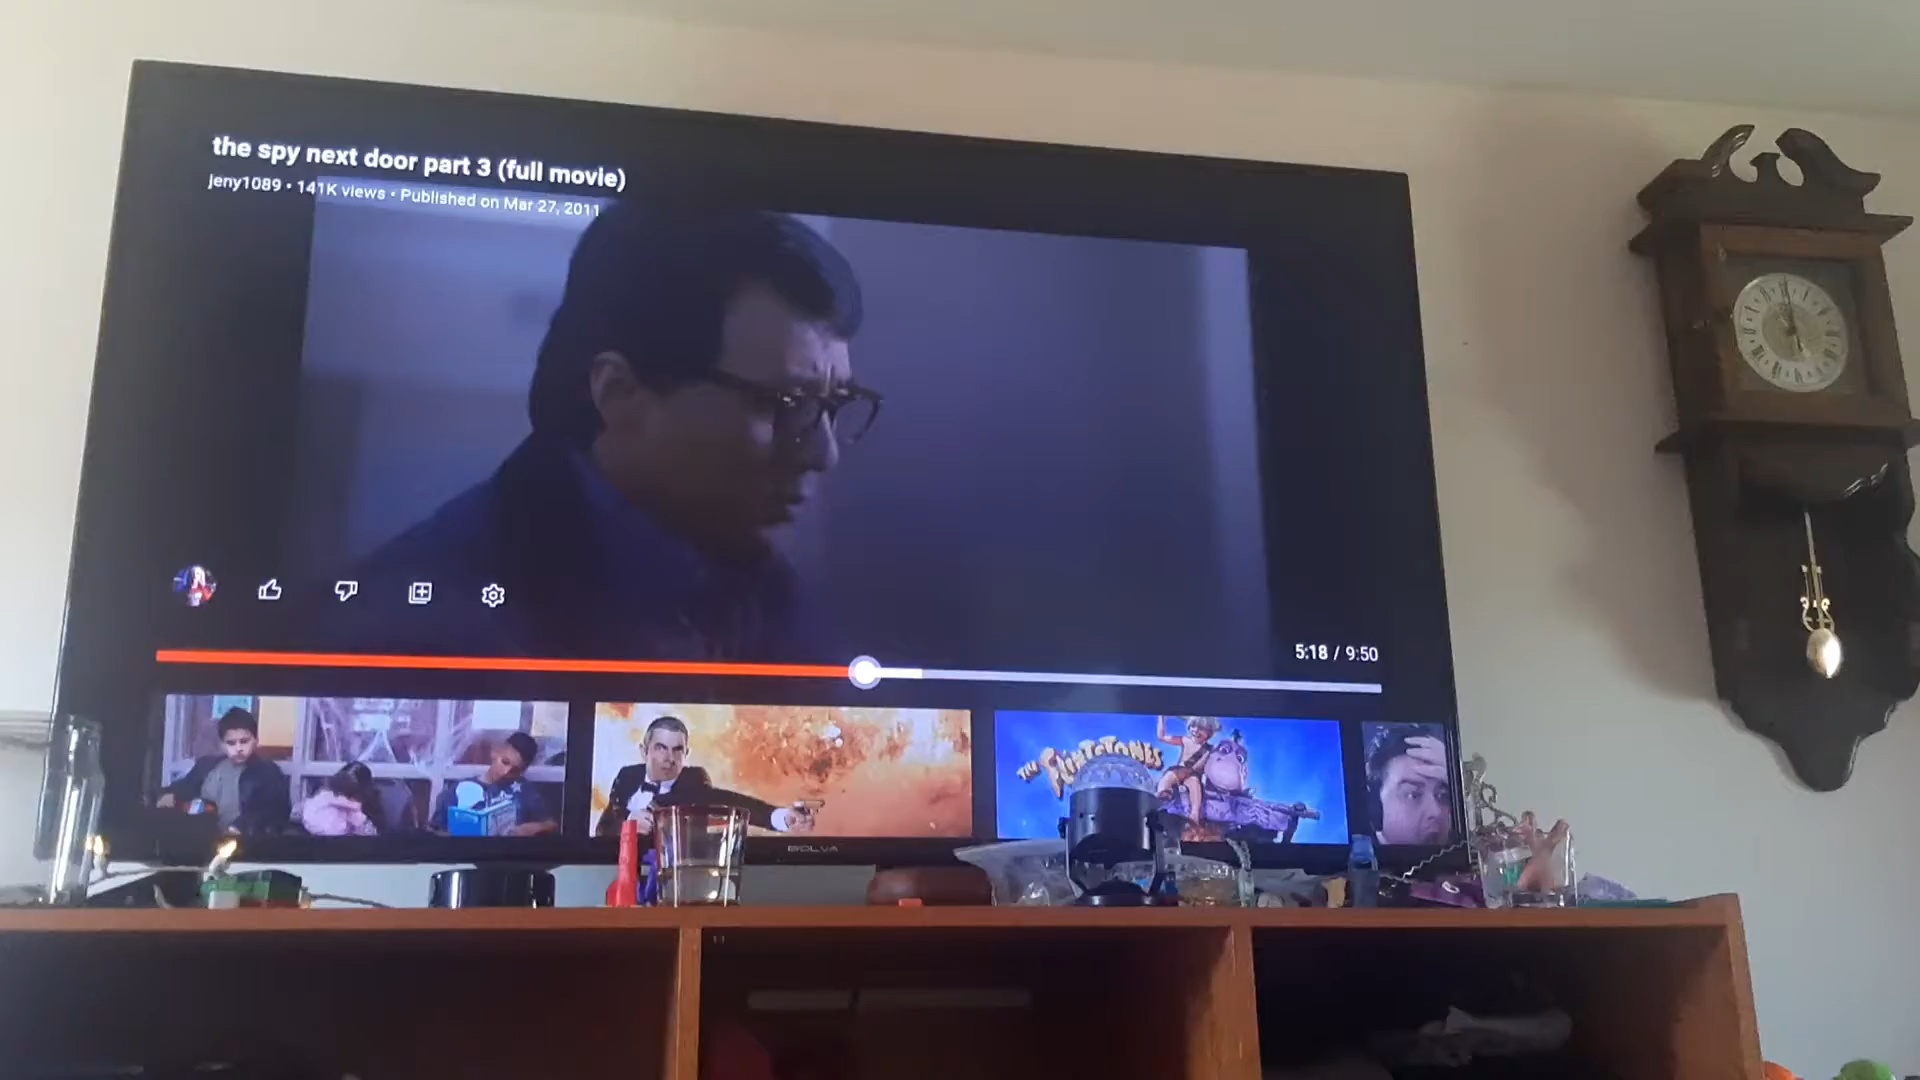 the spy next door part 3 (full movie)
jeny1089 • 141K views • Published on Mar 27, 2011
5:18 / 9:50
THE FLINTSTONES
BOLVA